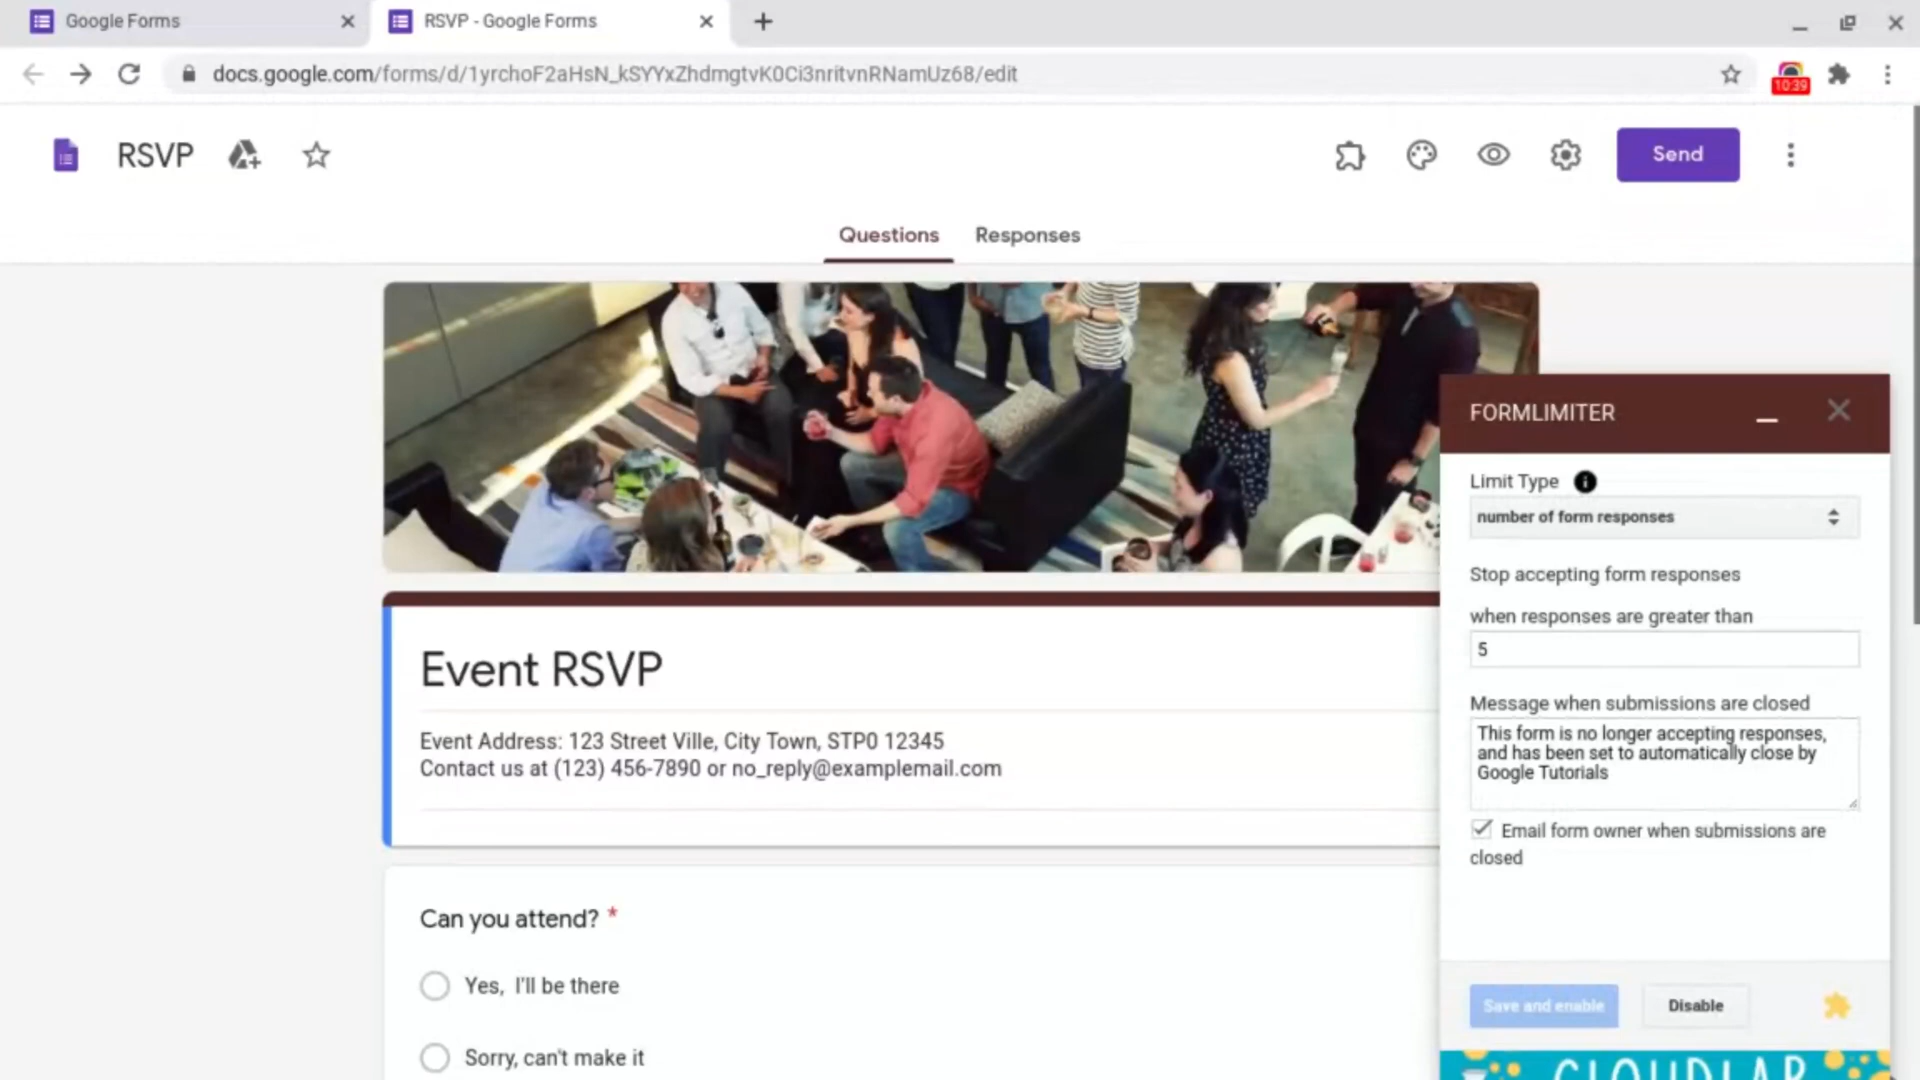 Google Forms
RSVP - Google Forms
docs.google.com/forms/d/1yrchoF2aHsN_kSYYxZhdmgtvK0Ci3nritvnRNamUz68/edit
10:39
RSVP
Send
Questions
Responses
FORMLIMITER
Limit Type
number of form responses
Stop accepting form responses
when responses are greater than
5
Message when submissions are closed
This form is no longer accepting responses,
and has been set to automatically close by
Google Tutorials
Email form owner when submissions are
closed
Save and enable
Disable
CLOUDLAB
Event RSVP
Event Address: 123 Street Ville, City Town, STP0 12345
Contact us at (123) 456-7890 or no_reply@examplemail.com
Can you attend? *
Yes, I'll be there
Sorry, can't make it